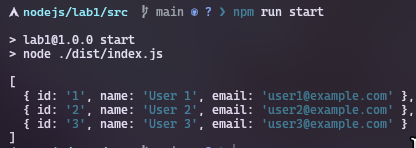 nodejs/lab1/src main ? > npm run start
> lab1@1.0.0 start
> node ./dist/index.js
[
{ id: '1', name: 'User 1', email: 'user1@example.com' },
{ id: '2', name: 'User 2', email: 'user2@example.com' },
{ id: '3', name: 'User 3', email: 'user3@example.com' }
]